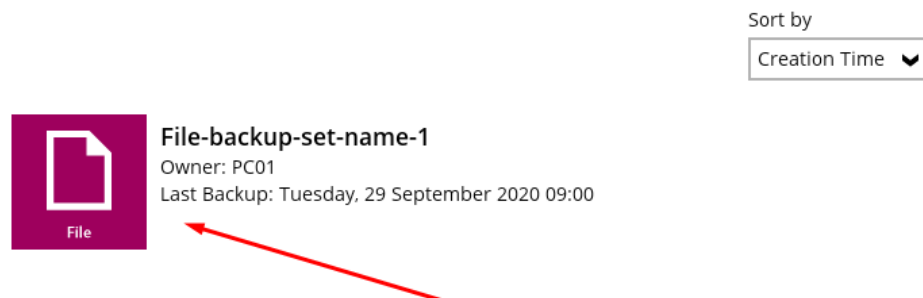 Sort by
Creation Time
File-backup-set-name-1
Owner: PC01
Last Backup: Tuesday, 29 September 2020 09:00
File